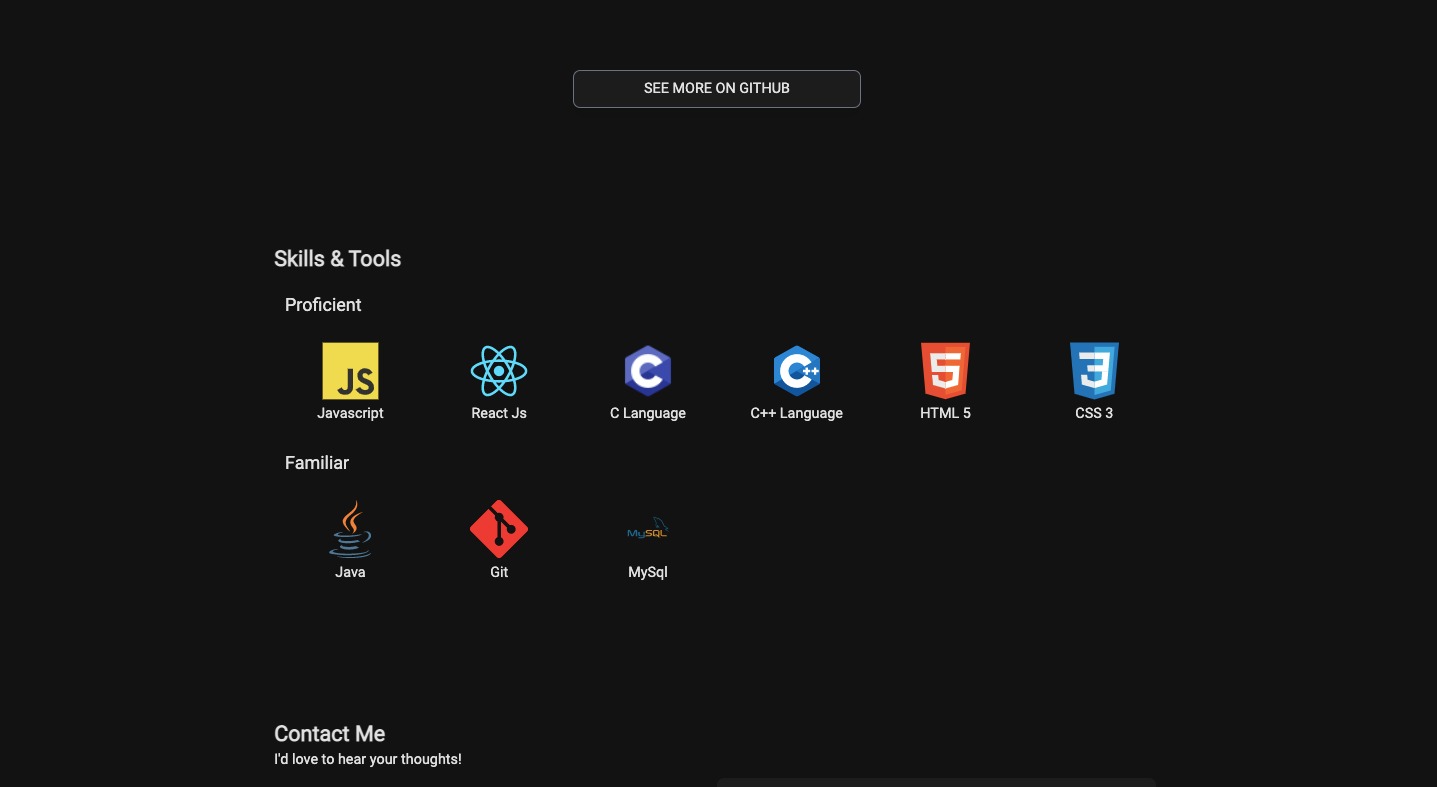 SEE MORE ON GITHUB
Skills & Tools
Proficient
JS
Javascript
React Js
C
C Language
C++
C++ Language
5
HTML 5
3
CSS 3
Familiar
Java
Git
MySQL
MySql
Contact Me
I'd love to hear your thoughts!